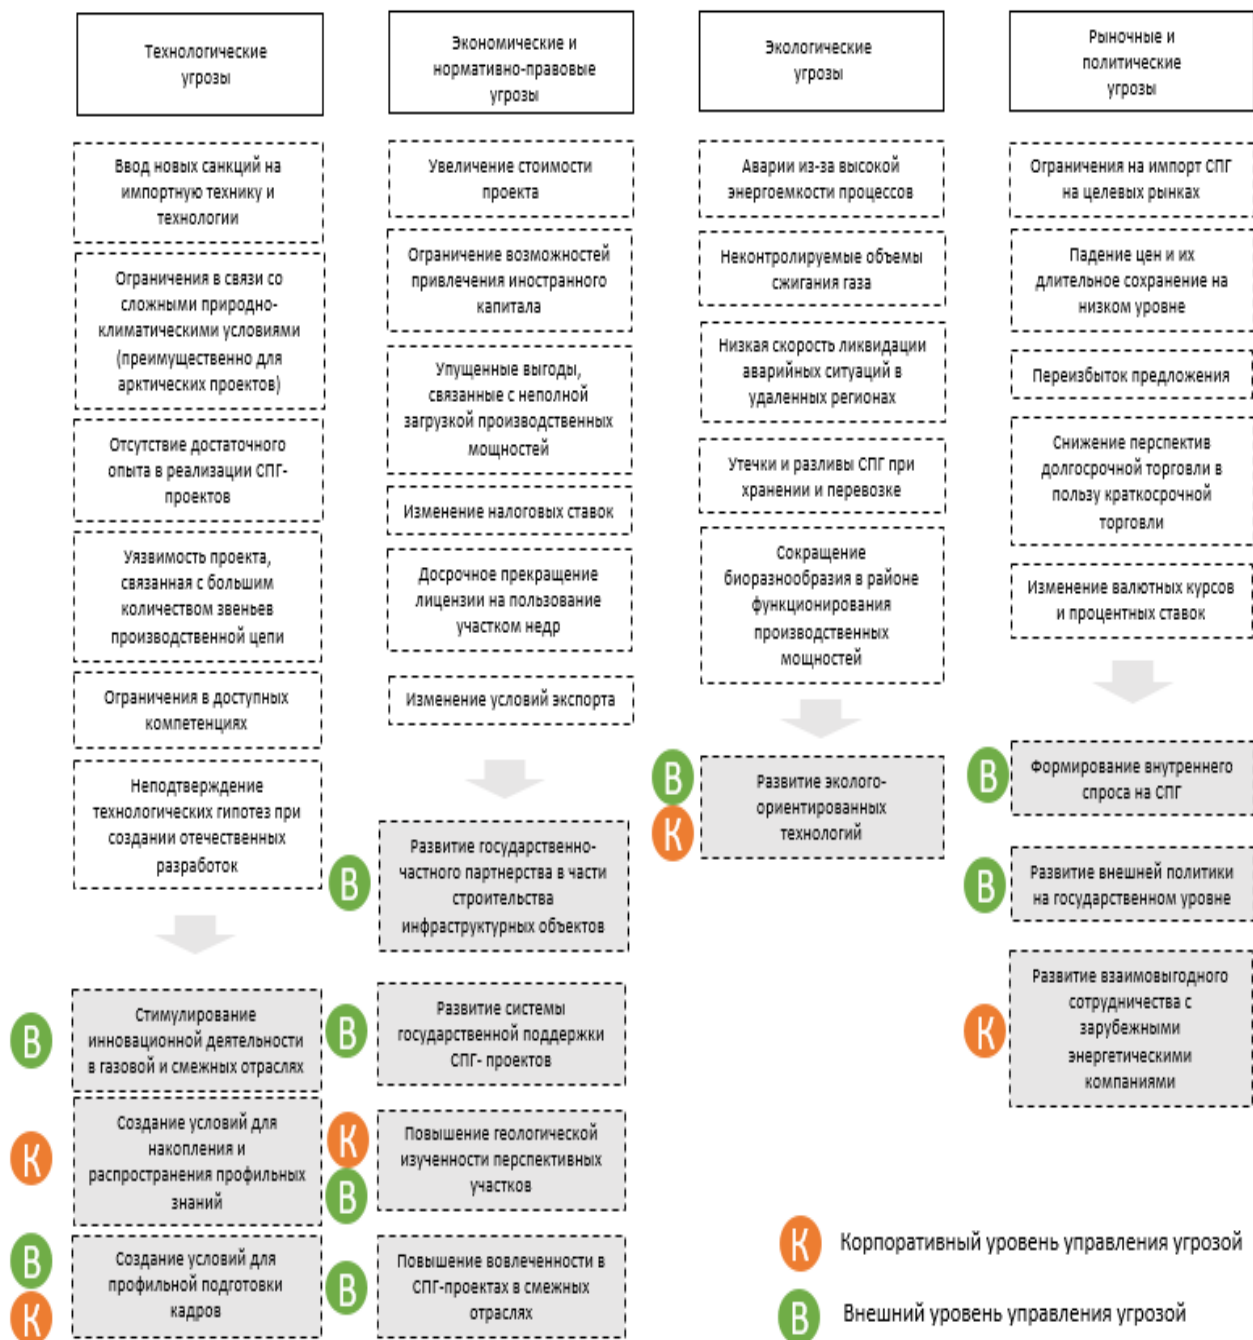 Технологические
угрозы
Ввод новых санкций на
импортную технику и
технологии
Ограничения в связи со
сложными природно-
климатическими условиями
(преимущественно для
арктических проектов)
Отсутствие достаточного
опыта в реализации СПГ-
проектов
Уязвимость проекта,
связанная с большим
количеством звеньев
производственной цепи
Ограничения в доступных
компетенциях
Неподтверждение
технологических гипотез при
создании отечественных
разработок
В
Стимулирование
инновационной деятельности
в газовой и смежных отраслях
К
Создание условий для
накопления и
распространения профильных
знаний
В
К
Создание условий для
профильной подготовки
кадров
Экономические и
нормативно-правовые
угрозы
Увеличение стоимости
проекта
Ограничение возможностей
привлечения иностранного
капитала
Упущенные выгоды,
связанные с неполной
загрузкой производственных
мощностей
Изменение налоговых ставок
Досрочное прекращение
лицензии на пользование
участком недр
Изменение условий экспорта
В
Развитие государственно-
частного партнерства в части
строительства
инфраструктурных объектов
В
Развитие системы
государственной поддержки
СПГ- проектов
К
В
Повышение геологической
изученности перспективных
участков
В
Повышение вовлеченности в
СПГ-проектах в смежных
отраслях
Экологические
угрозы
Аварии из-за высокой
энергоемкости процессов
Неконтролируемые объемы
сжигания газа
Низкая скорость ликвидации
аварийных ситуаций в
удаленных регионах
Утечки и разливы СПГ при
хранении и перевозке
Сокращение
биоразнообразия в районе
функционирования
производственных
мощностей
В
К
Развитие эколого-
ориентированных
технологий
Рыночные и
политические
угрозы
Ограничения на импорт СПГ
на целевых рынках
Падение цен и их
длительное сохранение на
низком уровне
Переизбыток предложения
Снижение перспектив
долгосрочной торговли в
пользу краткосрочной
торговли
Изменение валютных курсов
и процентных ставок
В
Формирование внутреннего
спроса на СПГ
В
Развитие внешней политики
на государственном уровне
К
Развитие взаимовыгодного
сотрудничества с
зарубежными
энергетическими
компаниями
К Корпоративный уровень управления угрозой
В Внешний уровень управления угрозой